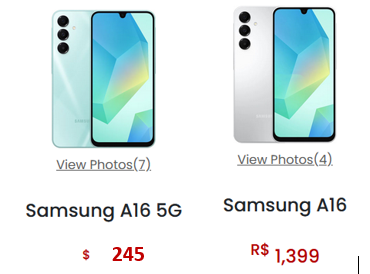 View Photos(7)
View Photos(4)
Samsung A16 5G
Samsung A16
$ 245
R$ 1,399